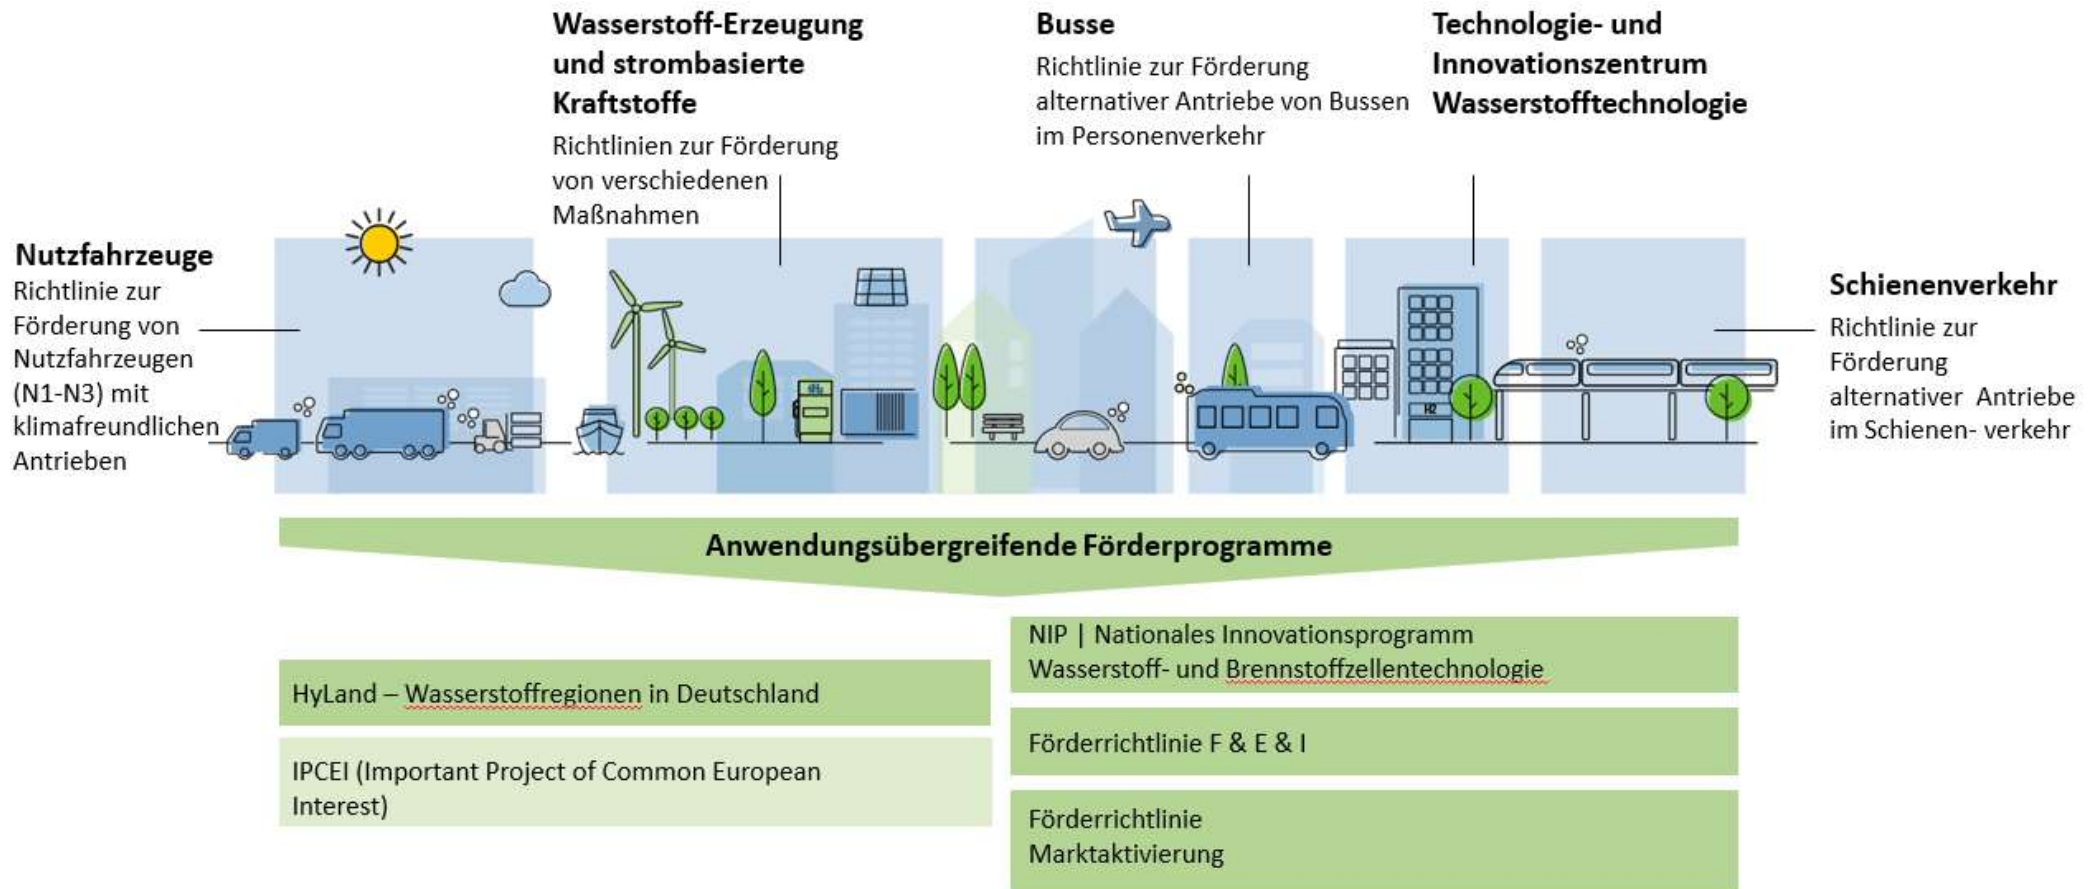 Wasserstoff-Erzeugung
und strombasierte
Kraftstoffe
Richtlinien zur Förderung
von verschiedenen
Maßnahmen
Busse
Richtlinie zur Förderung
alternativer Antriebe von Bussen
im Personenverkehr
Technologie- und
Innovationszentrum
Wasserstofftechnologie
Nutzfahrzeuge
Richtlinie zur
Förderung von
Nutzfahrzeugen
(N1-N3) mit
klimafreundlichen
Antrieben
Schienenverkehr
Richtlinie zur
Förderung
alternativer Antriebe
im Schienen- verkehr
H2
H2
Anwendungsübergreifende Förderprogramme
HyLand – Wasserstoffregionen in Deutschland
IPCEI (Important Project of Common European
Interest)
NIP | Nationales Innovationsprogramm
Wasserstoff- und Brennstoffzellentechnologie
Förderrichtlinie F & E & I
Förderrichtlinie
Marktaktivierung